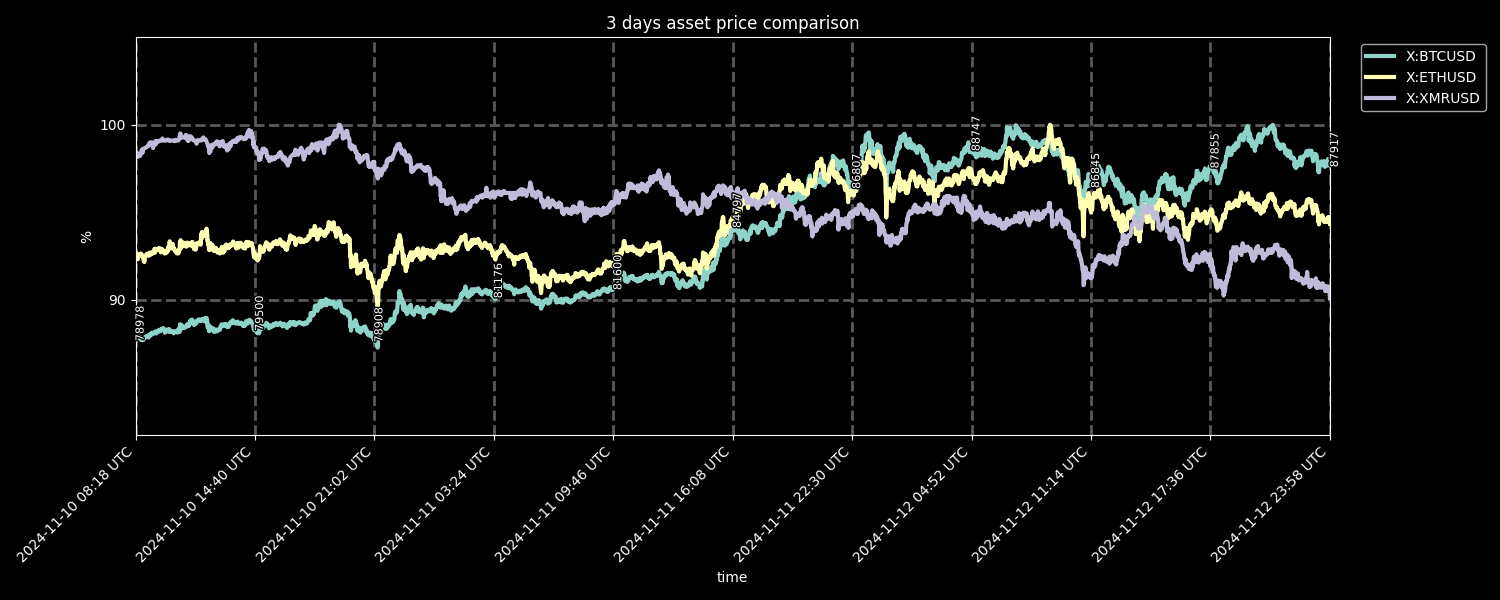 3 days asset price comparison
X:BTCUSD
X:ETHUSD
X:XMRUSD
100
90
%
78978
79500
78908
81176
81600
84797
86807
88747
86845
87855
87917
2024-11-10 08:18 UTC
2024-11-10 14:40 UTC
2024-11-10 21:02 UTC
2024-11-11 03:24 UTC
2024-11-11 09:46 UTC
2024-11-11 16:08 UTC
2024-11-11 22:30 UTC
2024-11-12 04:52 UTC
2024-11-12 11:14 UTC
2024-11-12 17:36 UTC
2024-11-12 23:58 UTC
time